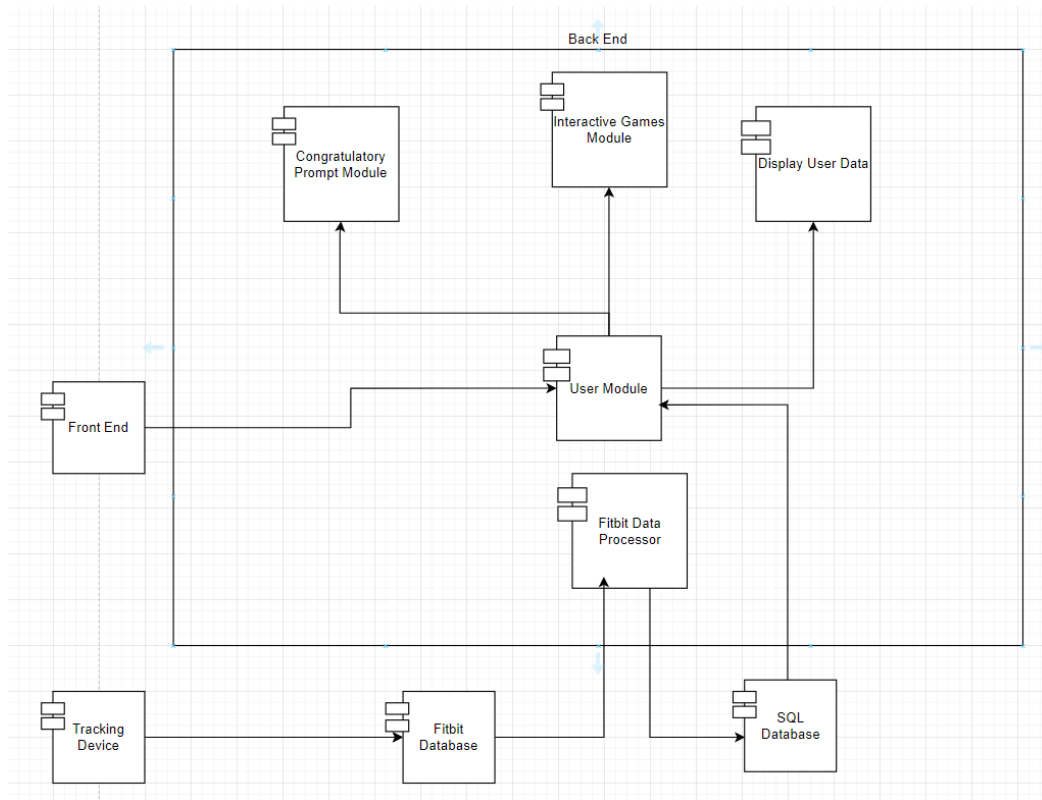 Back End
Interactive Games
Module
Congratulatory
Prompt Module
Display User Data
User Module
Front End
Fitbit Data
Processor
Tracking
Device
Fitbit
Database
SQL
Database